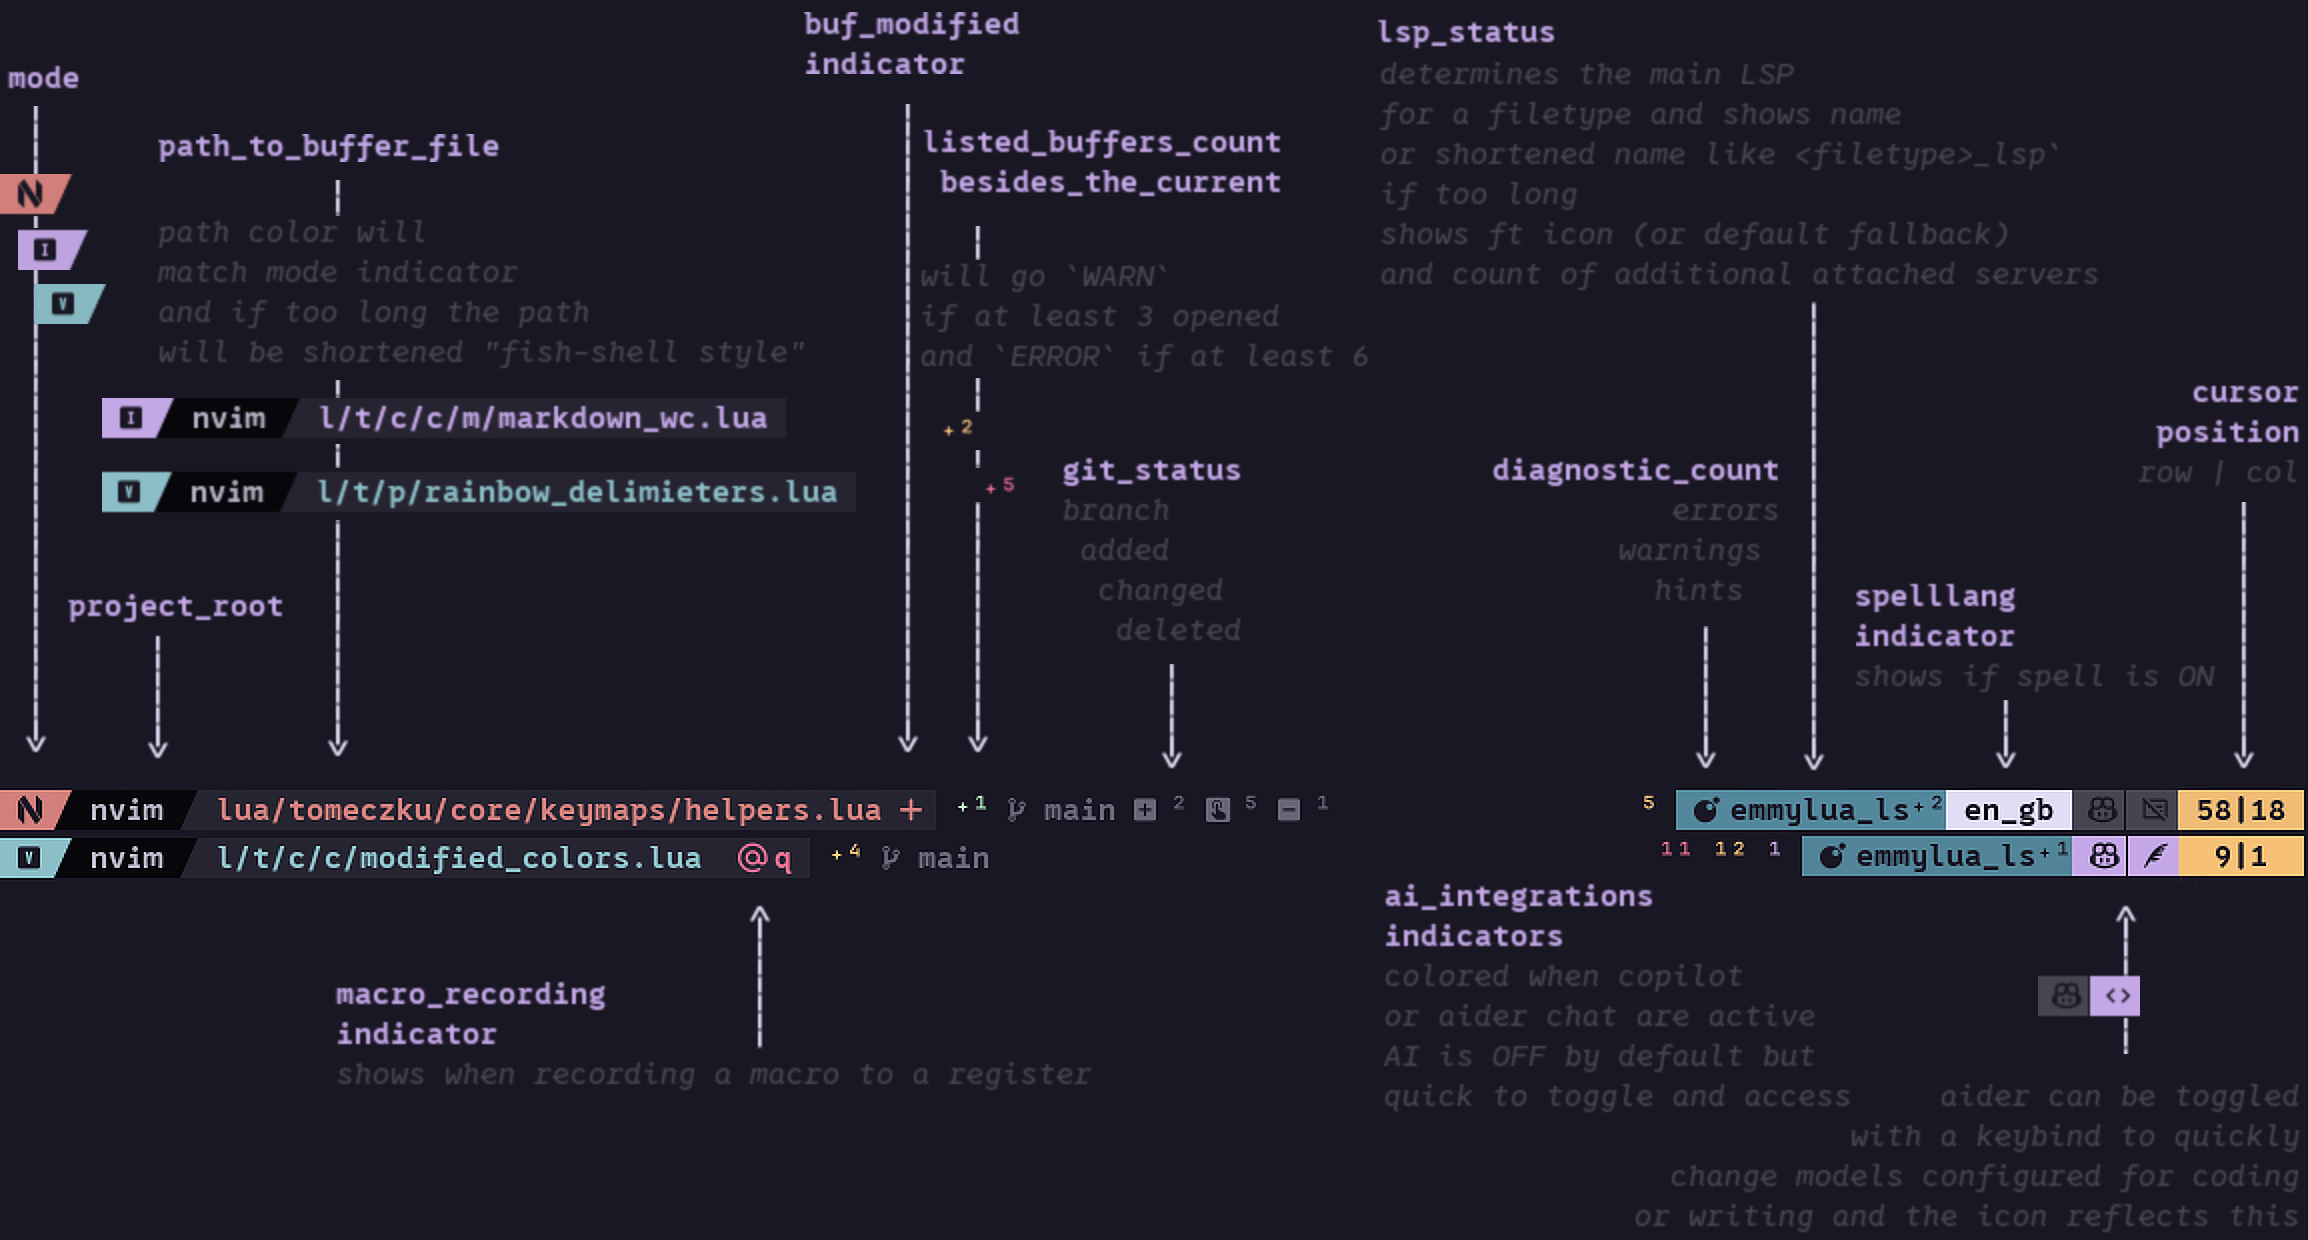 mode
N
I
V
path_to_buffer_file
path color will
match mode indicator
and if too long the path
will be shortened "fish-shell style"
I nvim l/t/c/c/m/markdown_wc.lua
V nvim l/t/p/rainbow_delimieters.lua
project_root
buf_modified
indicator
listed_buffers_count
besides_the_current
will go `WARN`
if at least 3 opened
and `ERROR` if at least 6
+2
+5
git_status
branch
added
changed
deleted
lsp_status
determines the main LSP
for a filetype and shows name
or shortened name like <filetype>_lsp`
if too long
shows ft icon (or default fallback)
and count of additional attached servers
diagnostic_count
errors
warnings
hints
spelllang
indicator
shows if spell is ON
cursor
position
row | col
N nvim lua/tomeczku/core/keymaps/helpers.lua + +1 main + 2 5 - 1 5 emmylua_ls+2 en_gb 58|18
V nvim l/t/c/c/modified_colors.lua @q +4 main 11 12 1 emmylua_ls+1 9|1
macro_recording
indicator
shows when recording a macro to a register
ai_integrations
indicators
colored when copilot
or aider chat are active
AI is OFF by default but
quick to toggle and access
<>
aider can be toggled
with a keybind to quickly
change models configured for coding
or writing and the icon reflects this